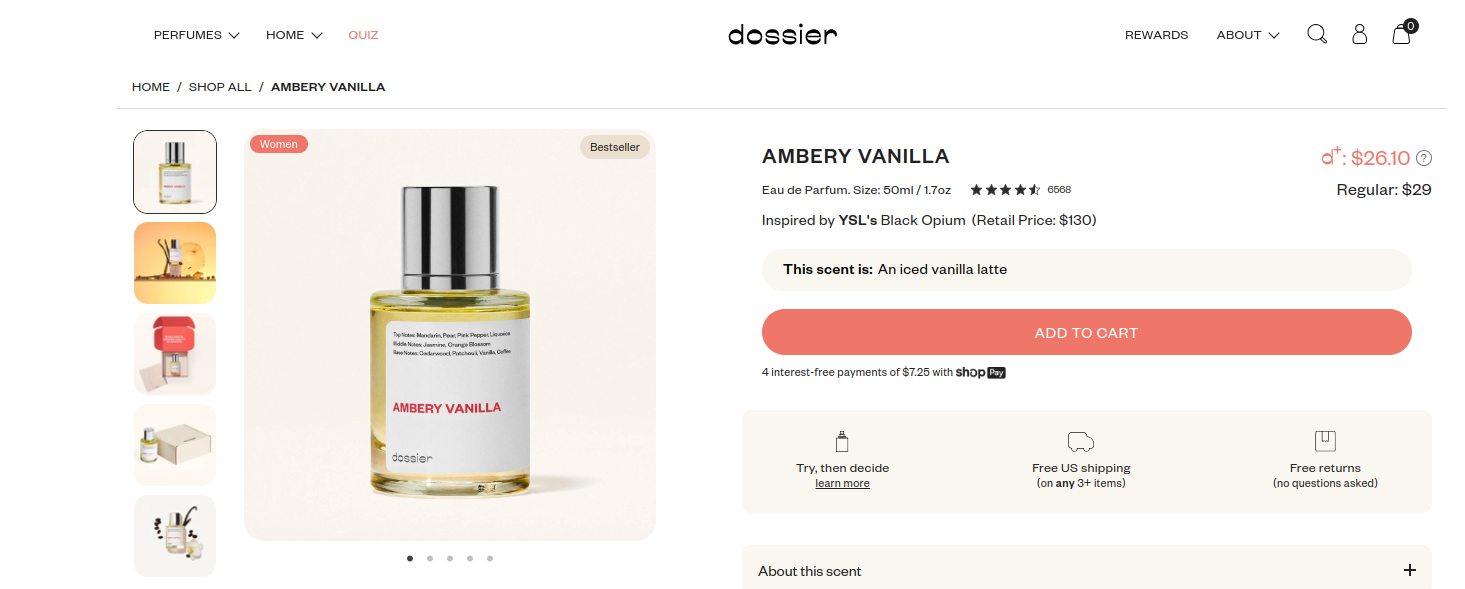 PERFUMES HOME QUIZ dossier REWARDS ABOUT 0
HOME / SHOP ALL / AMBERY VANILLA
Women
Bestseller
Top Notes: Mandarin, Pear, Pink Pepper, Liquorice
Middle Notes: Jasmine, Orange Blossom
Base Notes: Cedarwood, Patchouli, Vanilla, Coffee
AMBERY VANILLA
dossier
AMBERY VANILLA
d+: $26.10 ?
Eau de Parfum. Size: 50ml / 1.7oz 6568
Regular: $29
Inspired by YSL's Black Opium (Retail Price: $130)
This scent is: An iced vanilla latte
ADD TO CART
4 interest-free payments of $7.25 with shop Pay
Try, then decide
learn more
Free US shipping
(on any 3+ items)
Free returns
(no questions asked)
About this scent +